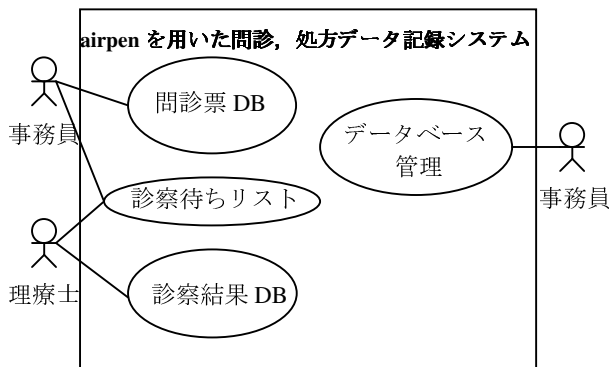 airpen を用いた問診，処方データ記録システム
問診票 DB
事務員
データベース
管理
事務員
診察待ちリスト
理療士
診察結果 DB